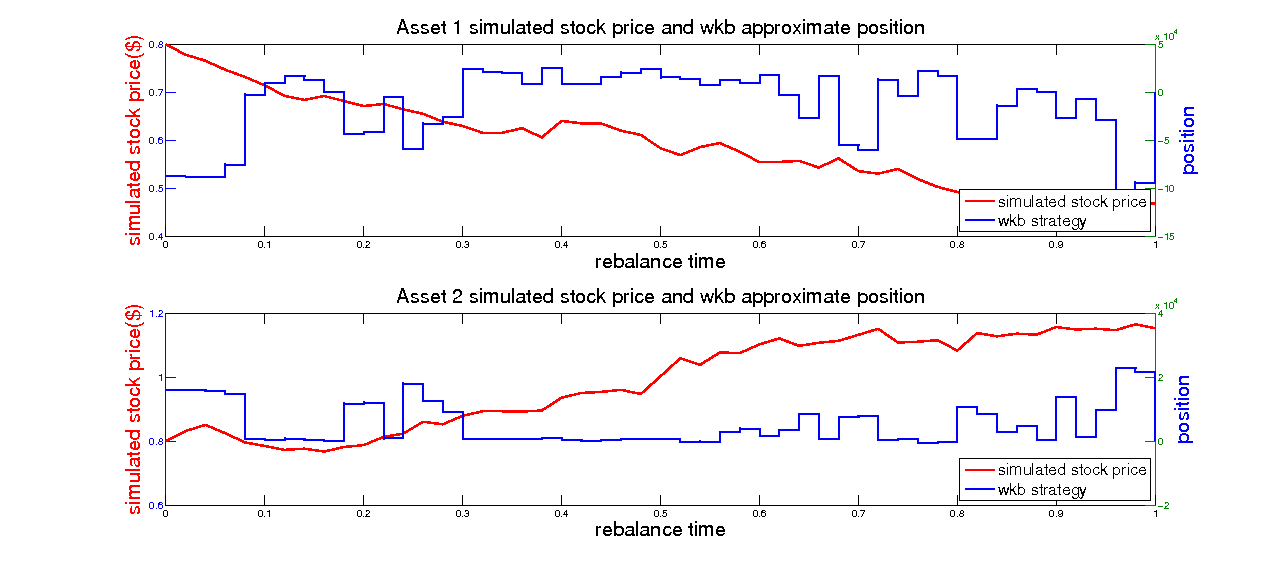 Asset 1 simulated stock price and wkb approximate position
x 10^4
simulated stock price($)
0.8
0.7
0.6
0.5
0.4
5
0
-5
-10
-15
position
simulated stock price
wkb strategy
0 0.1 0.2 0.3 0.4 0.5 0.6 0.7 0.8 0.9 1
rebalance time
Asset 2 simulated stock price and wkb approximate position
x 10^4
simulated stock price($)
1.2
1
0.8
0.6
4
2
0
-2
position
simulated stock price
wkb strategy
0 0.1 0.2 0.3 0.4 0.5 0.6 0.7 0.8 0.9 1
rebalance time